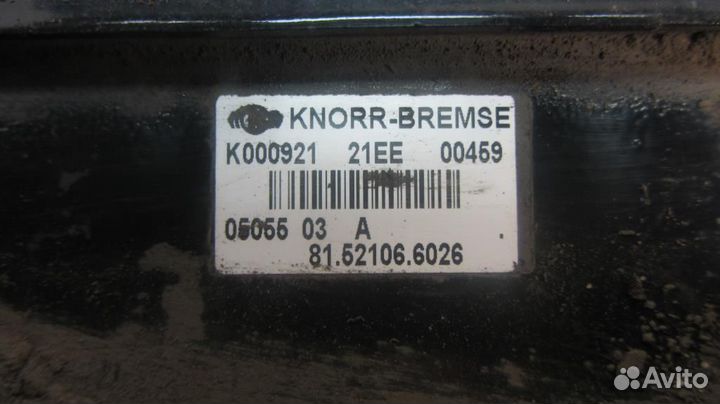 KNORR-BREMSE
K000921 21EE 00459
05055 03 A .
81.52106.6026
Avito